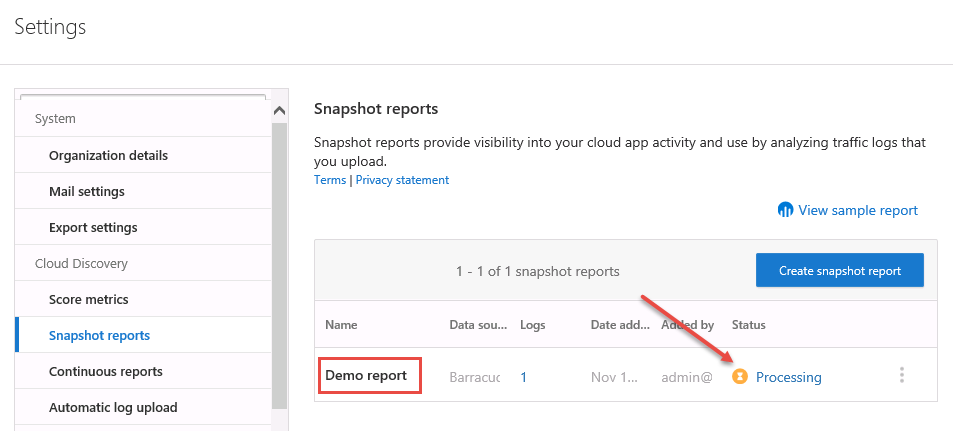 Settings
System
Organization details
Mail settings
Export settings
Cloud Discovery
Score metrics
Snapshot reports
Continuous reports
Automatic log upload
Snapshot reports
Snapshot reports provide visibility into your cloud app activity and use by analyzing traffic logs that
you upload.
Terms | Privacy statement
View sample report
1 - 1 of 1 snapshot reports
Create snapshot report
Name Data sou... Logs Date add... Added by Status
Demo report Barracuc 1 Nov 1... admin@ Processing